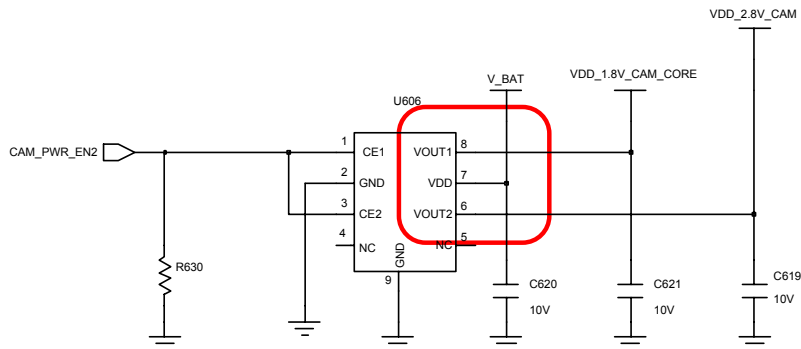 VDD_2.8V_CAM
V_BAT
VDD_1.8V_CAM_CORE
U606
CAM_PWR_EN2
1
CE1
VOUT1
8
2
GND
VDD
7
3
CE2
VOUT2
6
4
NC
NC
5
GND
9
R630
C620
10V
C621
10V
C619
10V